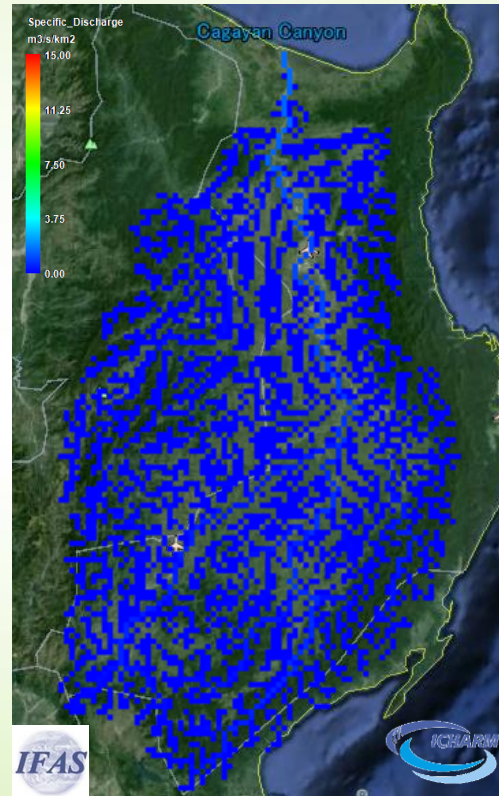 Specific_Discharge
m3/s/km2
15.00
11.25
7.50
3.75
0.00
Cagayan Canyon
IFAS
ICHARM